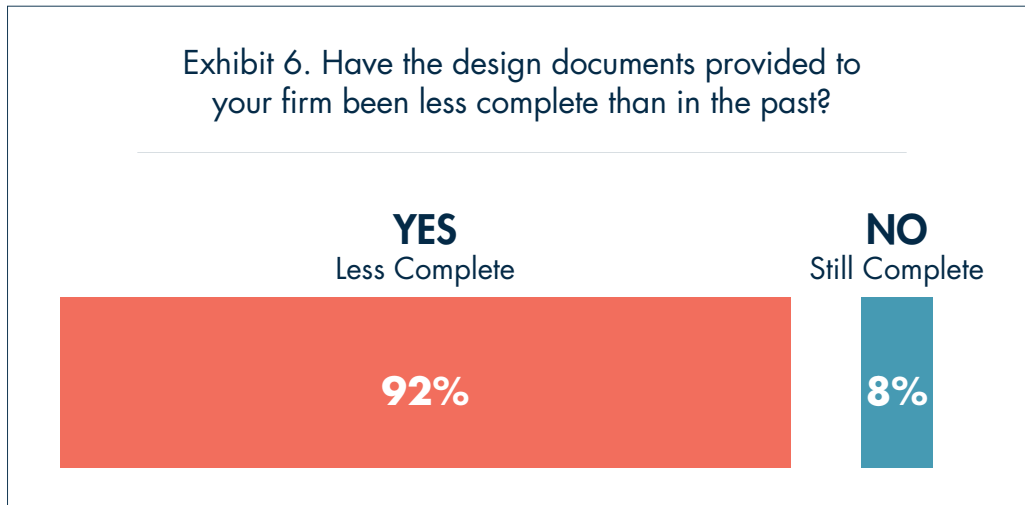 Exhibit 6. Have the design documents provided to
your firm been less complete than in the past?
YES
Less Complete
NO
Still Complete
92%
8%